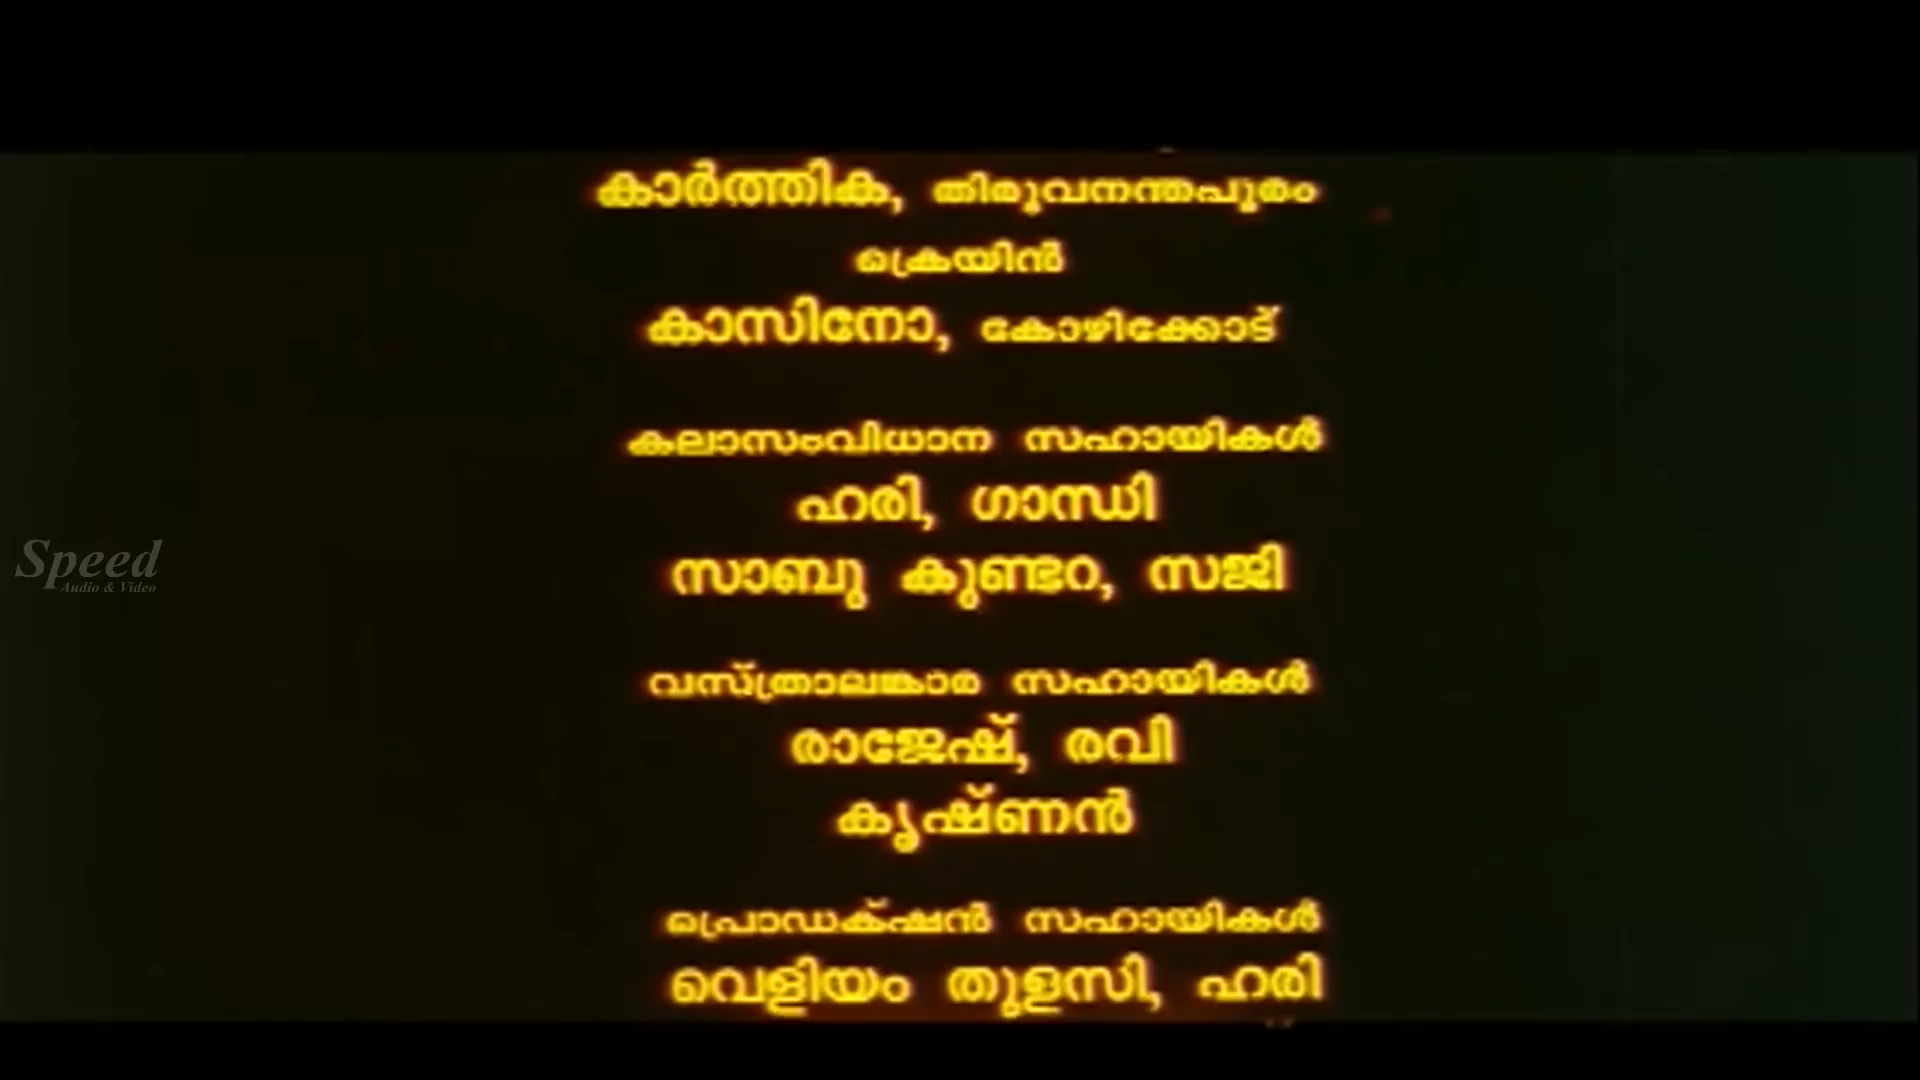 കാർത്തിക, തിരുവനന്തപുരം
ക്രെയിൻ
കാസിനോ, കോഴിക്കോട്
കലാസംവിധാന സഹായികൾ
ഹരി, ഗാന്ധി
സാബു കുണ്ടറ, സജി
വസ്ത്രാലങ്കാര സഹായികൾ
രാജേഷ്, രവി
കൃഷ്ണൻ
പ്രൊഡക്ഷൻ സഹായികൾ
വെളിയം തുളസി, ഹരി
Speed
Audio & Video